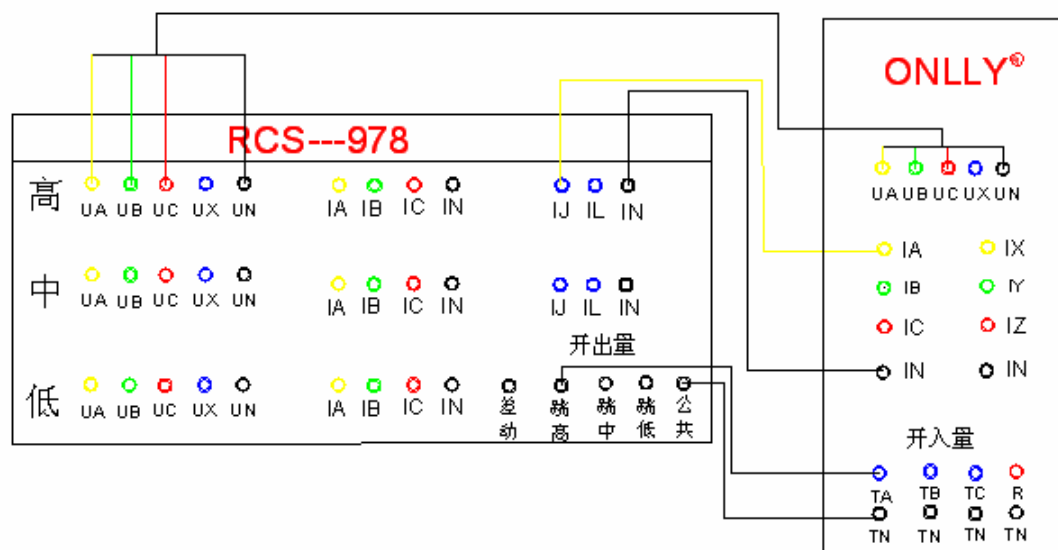 ONLLY®
RCS---978
高
UA UB UC UX UN
IA IB IC IN
IJ IL IN
UA UB UC UX UN
中
UA UB UC UX UN
IA IB IC IN
IJ IL IN
IA IX
IB IY
IC IZ
IN IN
开出量
低
UA UB UC UX UN
IA IB IC IN
差动
跳高
跳中
跳低
公共
开入量
TA TB TC R
TN TN TN TN